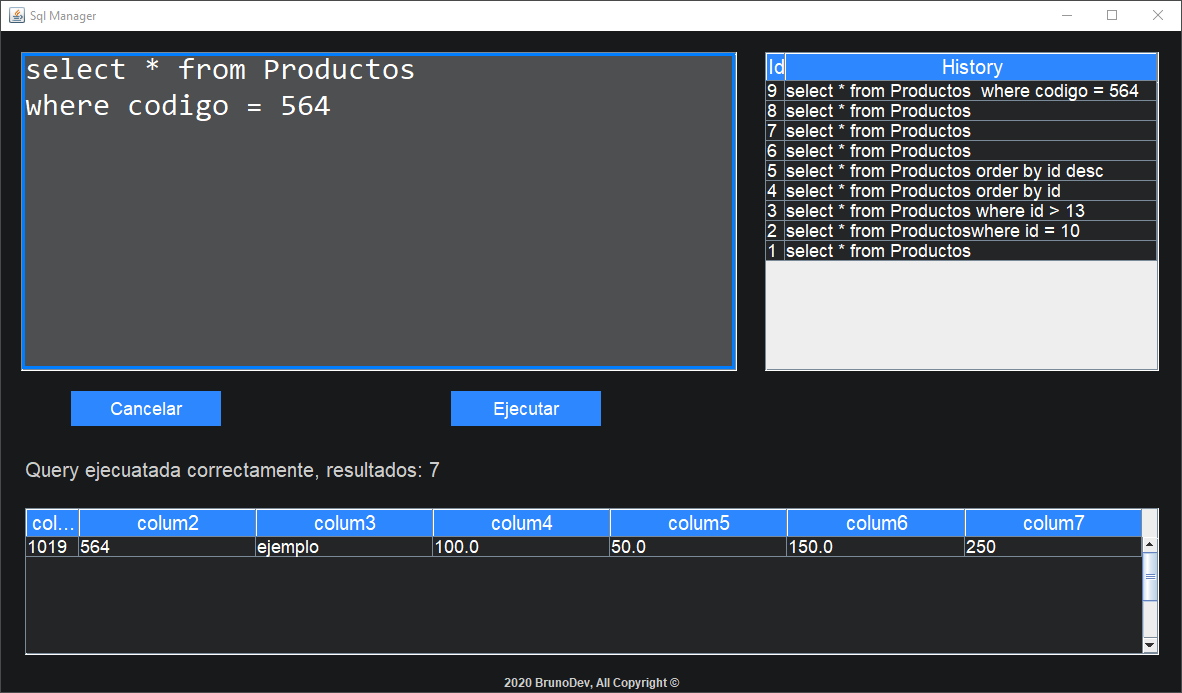 Sql Manager
select * from Productos
where codigo = 564
Id History
9 select * from Productos  where codigo = 564
8 select * from Productos
7 select * from Productos
6 select * from Productos
5 select * from Productos order by id desc
4 select * from Productos order by id
3 select * from Productos where id > 13
2 select * from Productoswhere id = 10
1 select * from Productos
Cancelar Ejecutar
Query ejecuatada correctamente, resultados: 7
col... colum2 colum3 colum4 colum5 colum6 colum7
1019 564 ejemplo 100.0 50.0 150.0 250
2020 BrunoDev, All Copyright ©